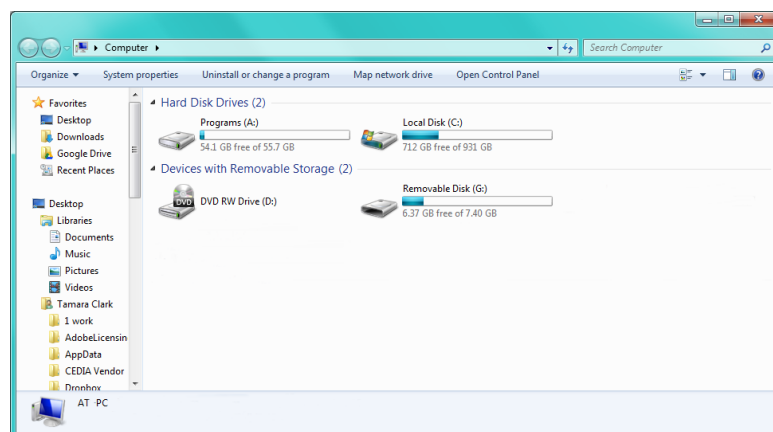 Computer
Search Computer
Organize System properties Uninstall or change a program Map network drive Open Control Panel
Favorites
Desktop
Downloads
Google Drive
Recent Places
Desktop
Libraries
Documents
Music
Pictures
Videos
Tamara Clark
1 work
AdobeLicensin
AppData
CEDIA Vendor
Dropbox
Hard Disk Drives (2)
Programs (A:)
54.1 GB free of 55.7 GB
Local Disk (C:)
712 GB free of 931 GB
Devices with Removable Storage (2)
DVD
DVD RW Drive (D:)
Removable Disk (G:)
6.37 GB free of 7.40 GB
AT -PC